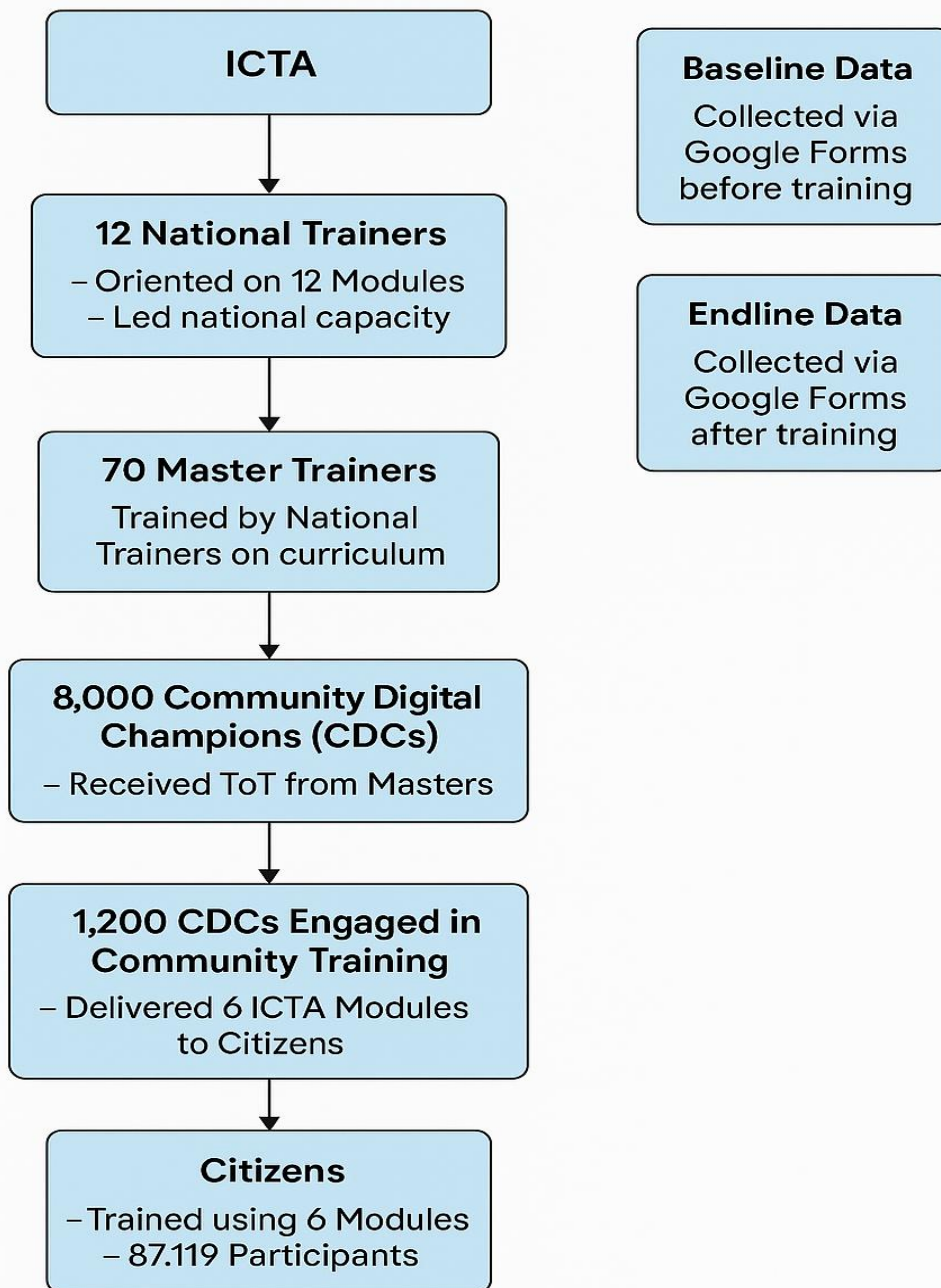 ICTA
12 National Trainers
– Oriented on 12 Modules
– Led national capacity
70 Master Trainers
Trained by National
Trainers on curriculum
8,000 Community Digital
Champions (CDCs)
– Received ToT from Masters
1,200 CDCs Engaged in
Community Training
– Delivered 6 ICTA Modules
to Citizens
Citizens
– Trained using 6 Modules
– 87.119 Participants
Baseline Data
Collected via
Google Forms
before training
Endline Data
Collected via
Google Forms
after training